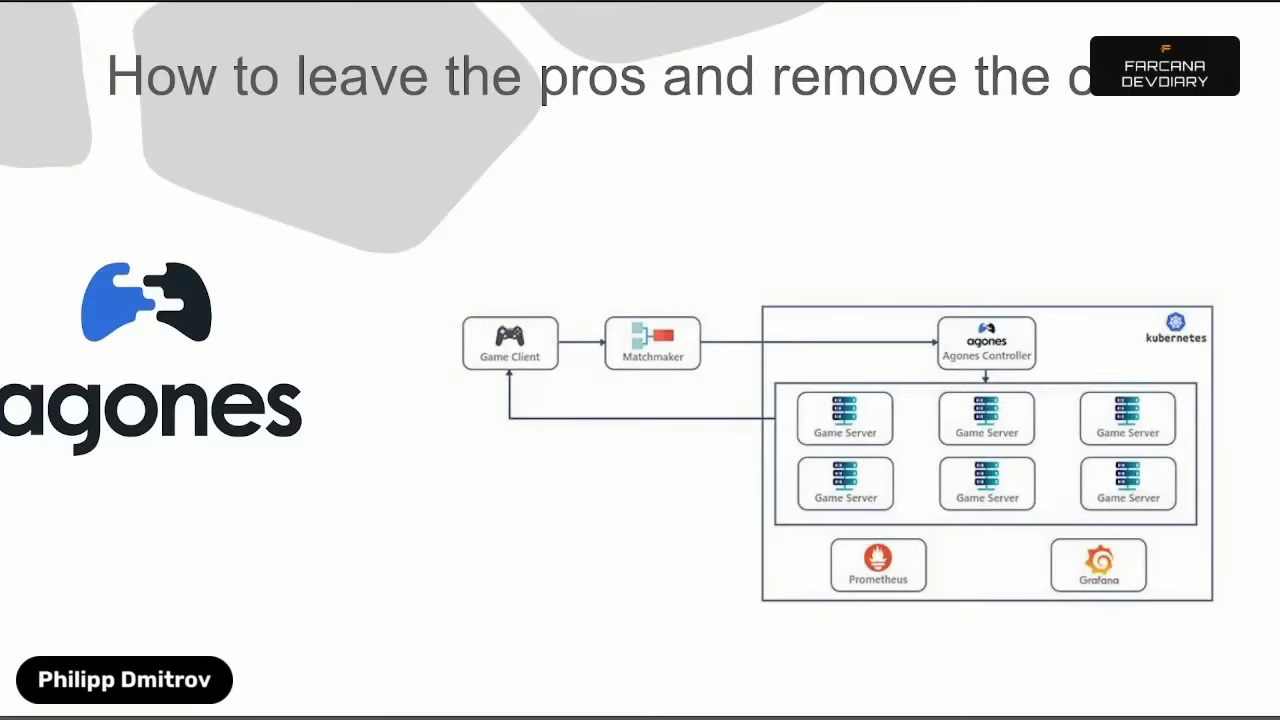 How to leave the pros and remove the
FARCANA
DEVDIARY
agones
Game Client
Matchmaker
agones
Agones Controller
kubernetes
Game Server
Game Server
Game Server
Game Server
Game Server
Game Server
Prometheus
Grafana
Philipp Dmitrov